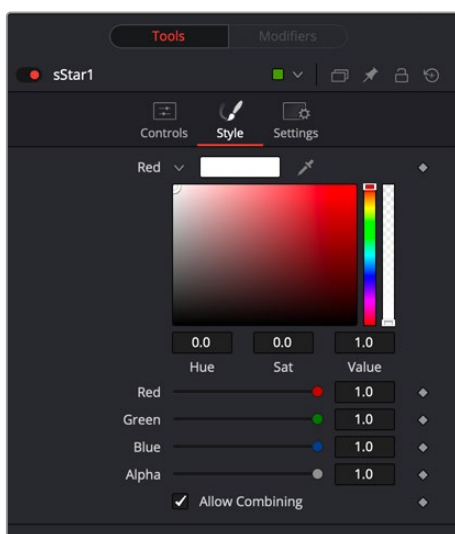 Tools Modifiers
sStar1
Controls Style Settings
Red
0.0 0.0 1.0
Hue Sat Value
Red 1.0
Green 1.0
Blue 1.0
Alpha 1.0
Allow Combining